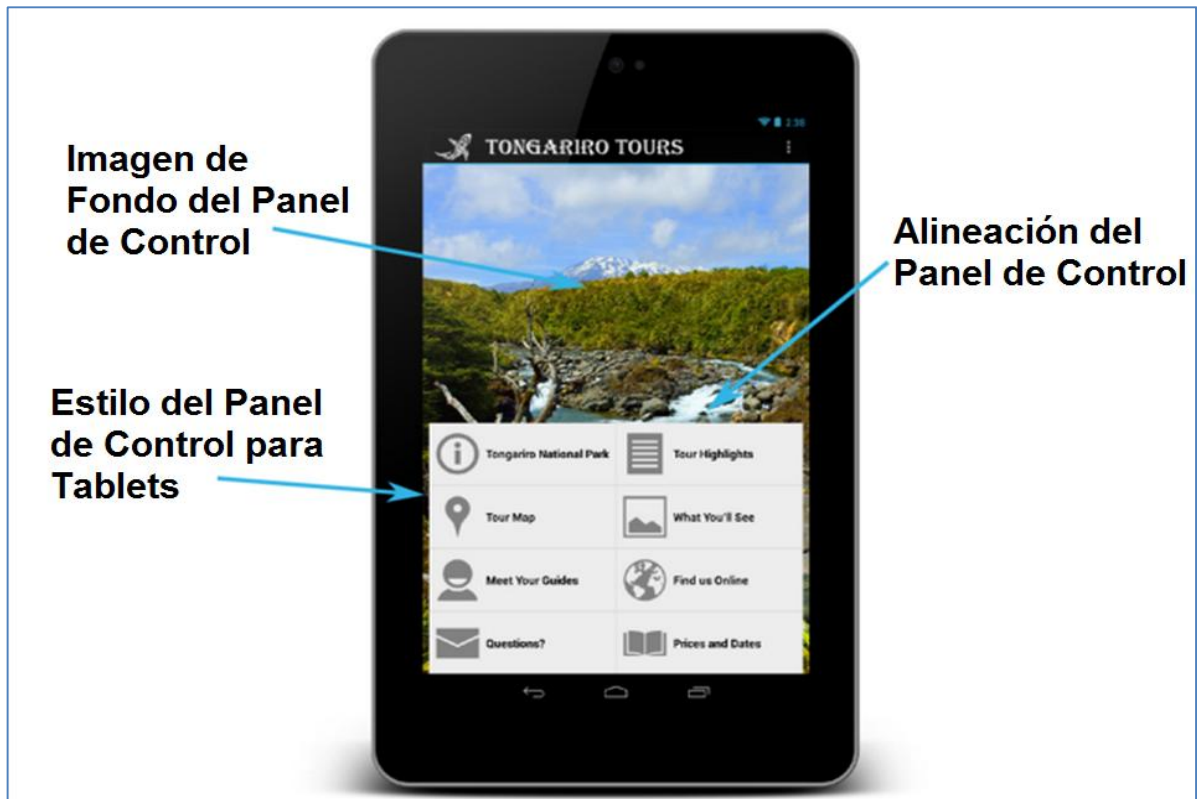 2:36
TONGARIRO TOURS
Imagen de
Fondo del Panel
de Control
Alineación del
Panel de Control
Estilo del Panel
de Control para
Tablets
Tongariro National Park
Tour Highlights
Tour Map
What You'll See
Meet Your Guides
Find us Online
Questions?
Prices and Dates